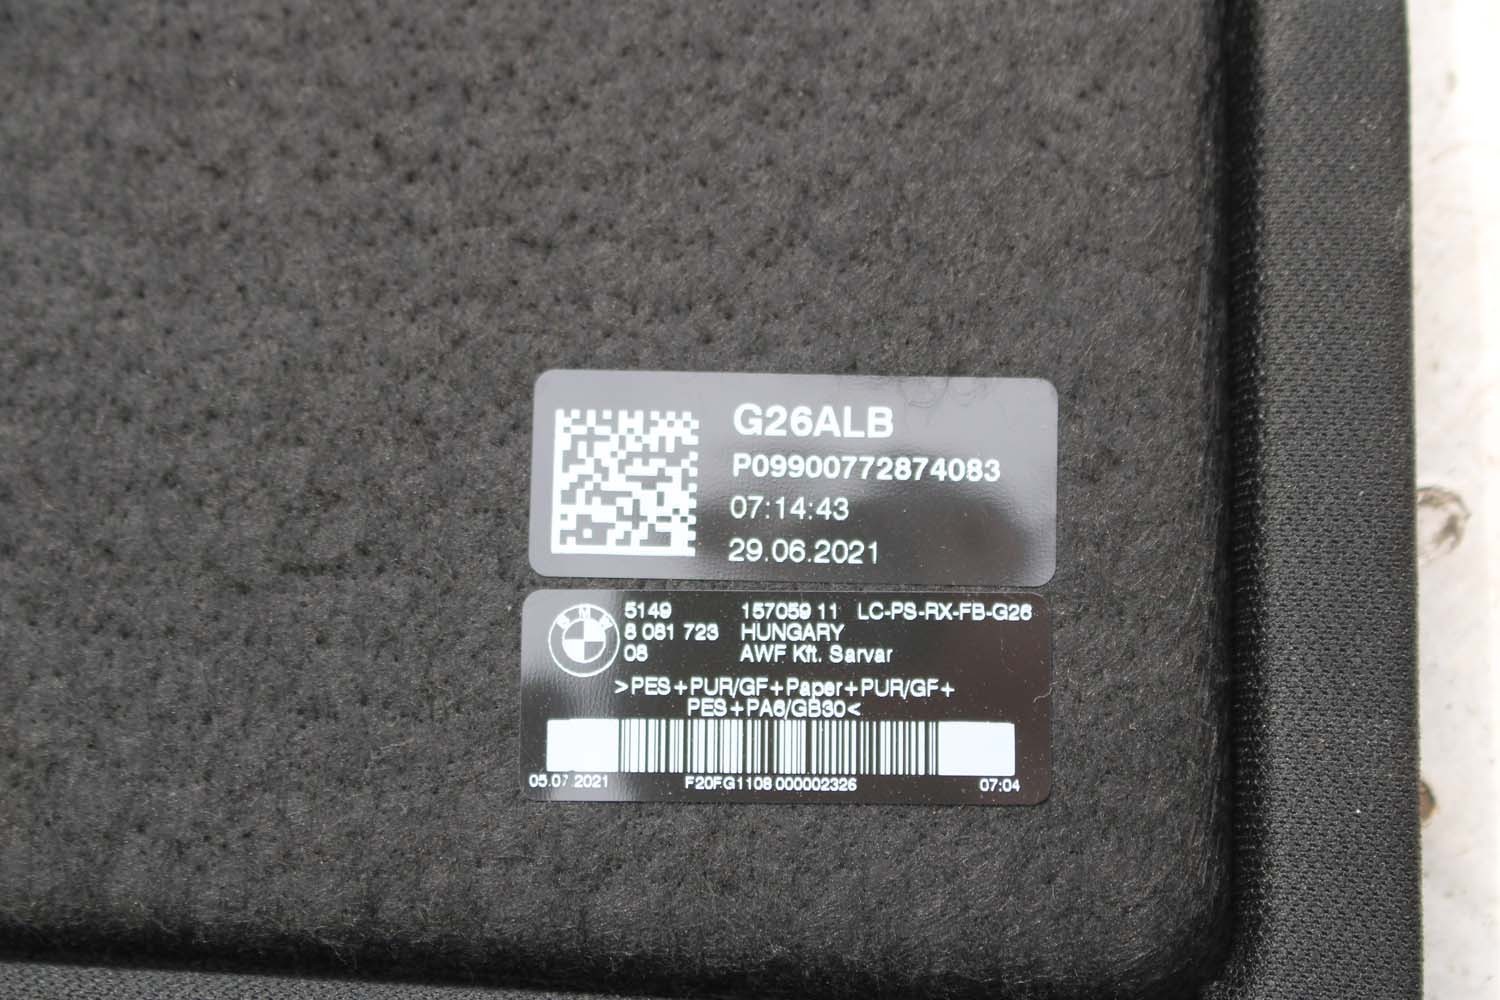 G26ALB
P09900772874083
07:14:43
29.06.2021
BMW
5149 157059 11 LC-PS-RX-FB-G26
8 081 723 HUNGARY
08 AWF Kft. Sarvar
>PES+PUR/GF+Paper+PUR/GF+
PES+PA6/GB30<
05.07.2021 F20FG1108 000002326 07:04